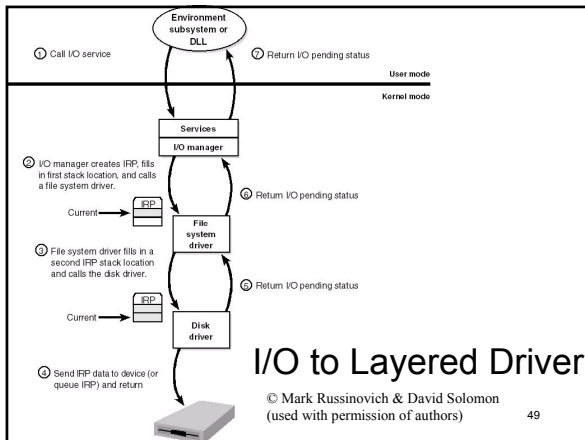 Environment
subsystem or
DLL
① Call I/O service
⑦ Return I/O pending status
User mode
Kernel mode
Services
I/O manager
② I/O manager creates IRP, fills
in first stack location, and calls
a file system driver.
⑥ Return I/O pending status
IRP
Current
File
system
driver
③ File system driver fills in a
second IRP stack location
and calls the disk driver.
⑤ Return I/O pending status
IRP
Current
Disk
driver
④ Send IRP data to device (or
queue IRP) and return
I/O to Layered Driver
© Mark Russinovich & David Solomon
(used with permission of authors)
49